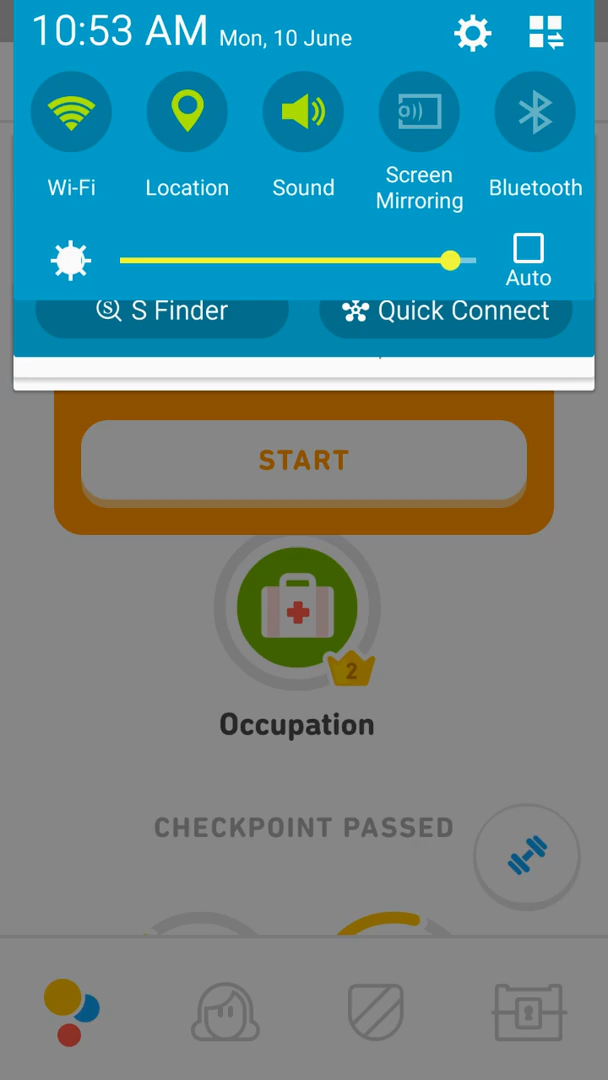 10:53 AM Mon, 10 June
Wi-Fi
Location
Sound
Screen
Mirroring
Bluetooth
Auto
S Finder
Quick Connect
START
2
Occupation
CHECKPOINT PASSED